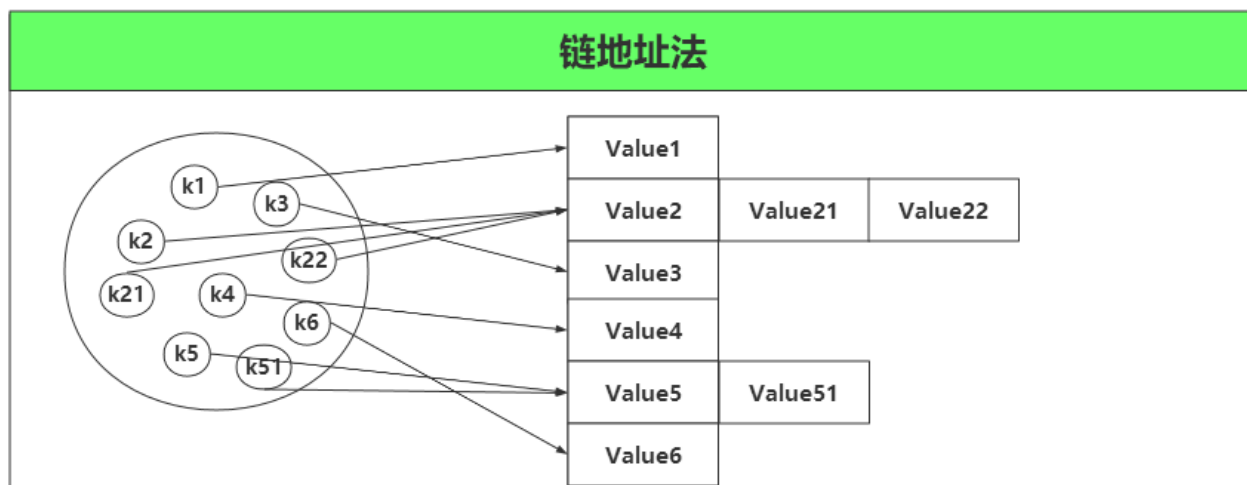 链地址法
k1
k3
k2
k22
k21
k4
k6
k5
k51
Value1
Value2 Value21 Value22
Value3
Value4
Value5 Value51
Value6